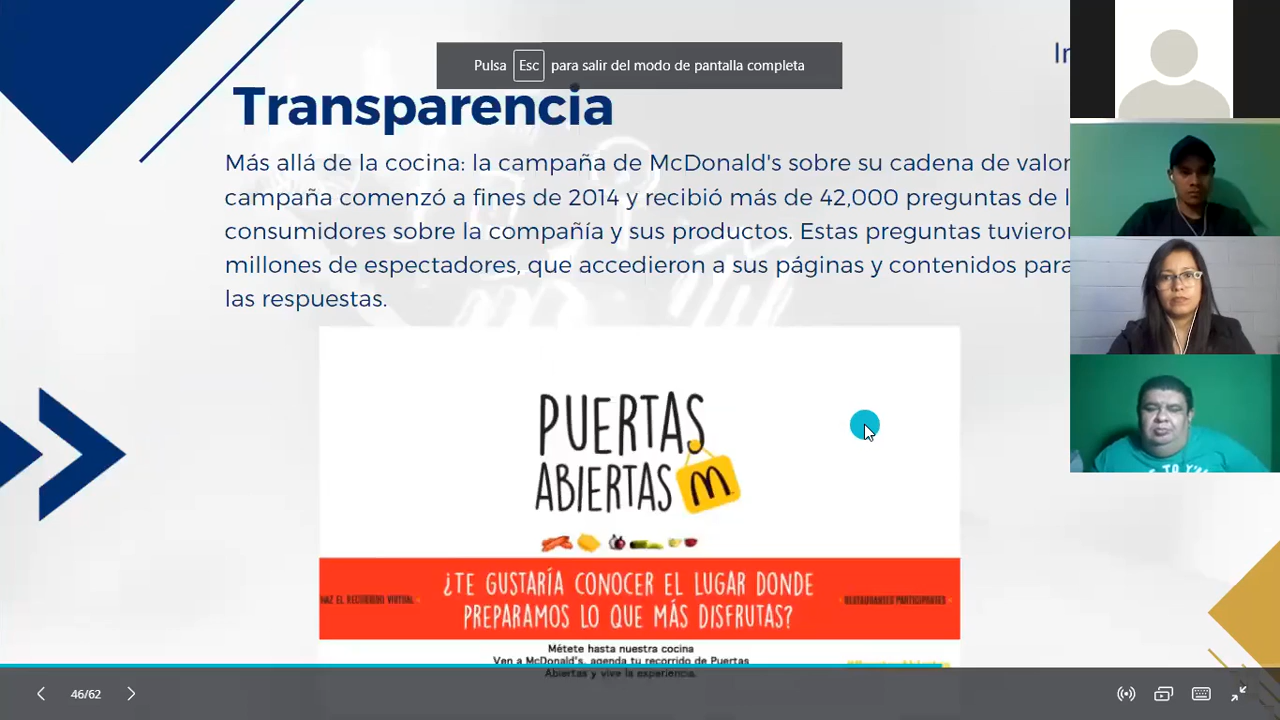 In
Pulsa Esc para salir del modo de pantalla completa
Transparencia
Más allá de la cocina: la campaña de McDonald's sobre su cadena de valor
campaña comenzó a fines de 2014 y recibió más de 42,000 preguntas de l
consumidores sobre la compañía y sus productos. Estas preguntas tuvieron
millones de espectadores, que accedieron a sus páginas y contenidos para
las respuestas.
PUERTAS
ABIERTAS
¿TE GUSTARÍA CONOCER EL LUGAR DONDE
PREPARAMOS LO QUE MÁS DISFRUTAS?
HAZ EL RECORRIDO VIRTUAL
RESTAURANTES PARTICIPANTES
Métete hasta nuestra cocina
Ven a McDonald's, agenda tu recorrido de Puertas
Abiertas y vive la experiencia.
46/62